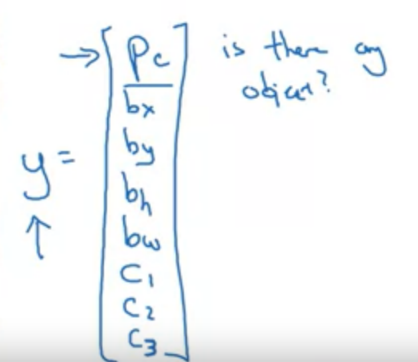 Pc is there any
object?
bx
by
y =
bh
bw
C1
C2
C3